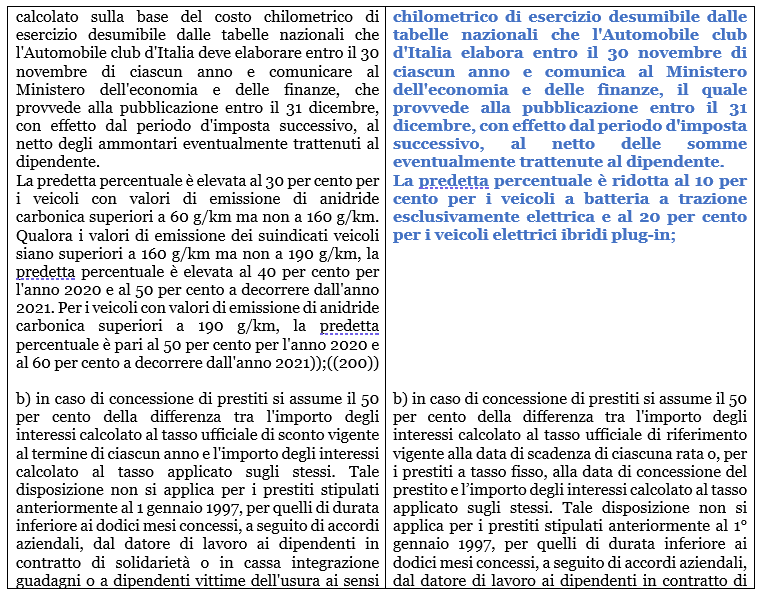 calcolato sulla base del costo chilometrico di
esercizio desumibile dalle tabelle nazionali che
l'Automobile club d'Italia deve elaborare entro il 30
novembre di ciascun anno e comunicare al
Ministero dell'economia e delle finanze, che
provvede alla pubblicazione entro il 31 dicembre,
con effetto dal periodo d'imposta successivo, al
netto degli ammontari eventualmente trattenuti al
dipendente.
La predetta percentuale è elevata al 30 per cento per
i veicoli con valori di emissione di anidride
carbonica superiori a 60 g/km ma non a 160 g/km.
Qualora i valori di emissione dei suindicati veicoli
siano superiori a 160 g/km ma non a 190 g/km, la
predetta percentuale è elevata al 40 per cento per
l'anno 2020 e al 50 per cento a decorrere dall'anno
2021. Per i veicoli con valori di emissione di anidride
carbonica superiori a 190 g/km, la predetta
percentuale è pari al 50 per cento per l'anno 2020 e
al 60 per cento a decorrere dall'anno 2021));((200))
b) in caso di concessione di prestiti si assume il 50
per cento della differenza tra l'importo degli
interessi calcolato al tasso ufficiale di sconto vigente
al termine di ciascun anno e l'importo degli interessi
calcolato al tasso applicato sugli stessi. Tale
disposizione non si applica per i prestiti stipulati
anteriormente al 1 gennaio 1997, per quelli di durata
inferiore ai dodici mesi concessi, a seguito di accordi
aziendali, dal datore di lavoro ai dipendenti in
contratto di solidarietà o in cassa integrazione
guadagni o a dipendenti vittime dell'usura ai sensi
chilometrico di esercizio desumibile dalle
tabelle nazionali che l'Automobile club
d'Italia elabora entro il 30 novembre di
ciascun anno e comunica al Ministero
dell'economia e delle finanze, il quale
provvede alla pubblicazione entro il 31
dicembre, con effetto dal periodo d'imposta
successivo, al netto delle somme
eventualmente trattenute al dipendente.
La predetta percentuale è ridotta al 10 per
cento per i veicoli a batteria a trazione
esclusivamente elettrica e al 20 per cento
per i veicoli elettrici ibridi plug-in;
b) in caso di concessione di prestiti si assume il 50
per cento della differenza tra l'importo degli
interessi calcolato al tasso ufficiale di riferimento
vigente alla data di scadenza di ciascuna rata o, per
i prestiti a tasso fisso, alla data di concessione del
prestito e l'importo degli interessi calcolato al tasso
applicato sugli stessi. Tale disposizione non si
applica per i prestiti stipulati anteriormente al 1°
gennaio 1997, per quelli di durata inferiore ai
dodici mesi concessi, a seguito di accordi aziendali,
dal datore di lavoro ai dipendenti in contratto di